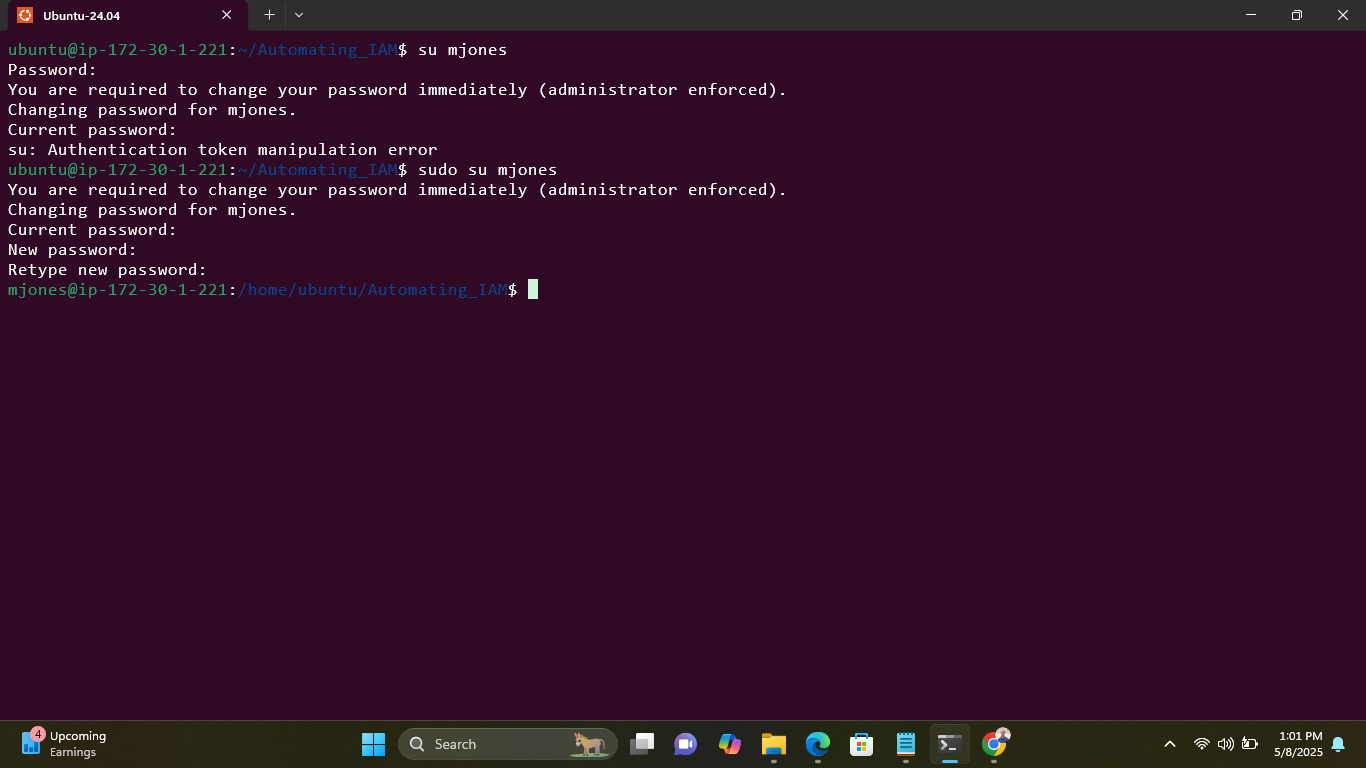 Ubuntu-24.04
ubuntu@ip-172-30-1-221:~/Automating_IAM$ su mjones
Password:
You are required to change your password immediately (administrator enforced).
Changing password for mjones.
Current password:
su: Authentication token manipulation error
ubuntu@ip-172-30-1-221:~/Automating_IAM$ sudo su mjones
You are required to change your password immediately (administrator enforced).
Changing password for mjones.
Current password:
New password:
Retype new password:
mjones@ip-172-30-1-221:/home/ubuntu/Automating_IAM$
4
Upcoming
Earnings
Search
1:01 PM
5/8/2025